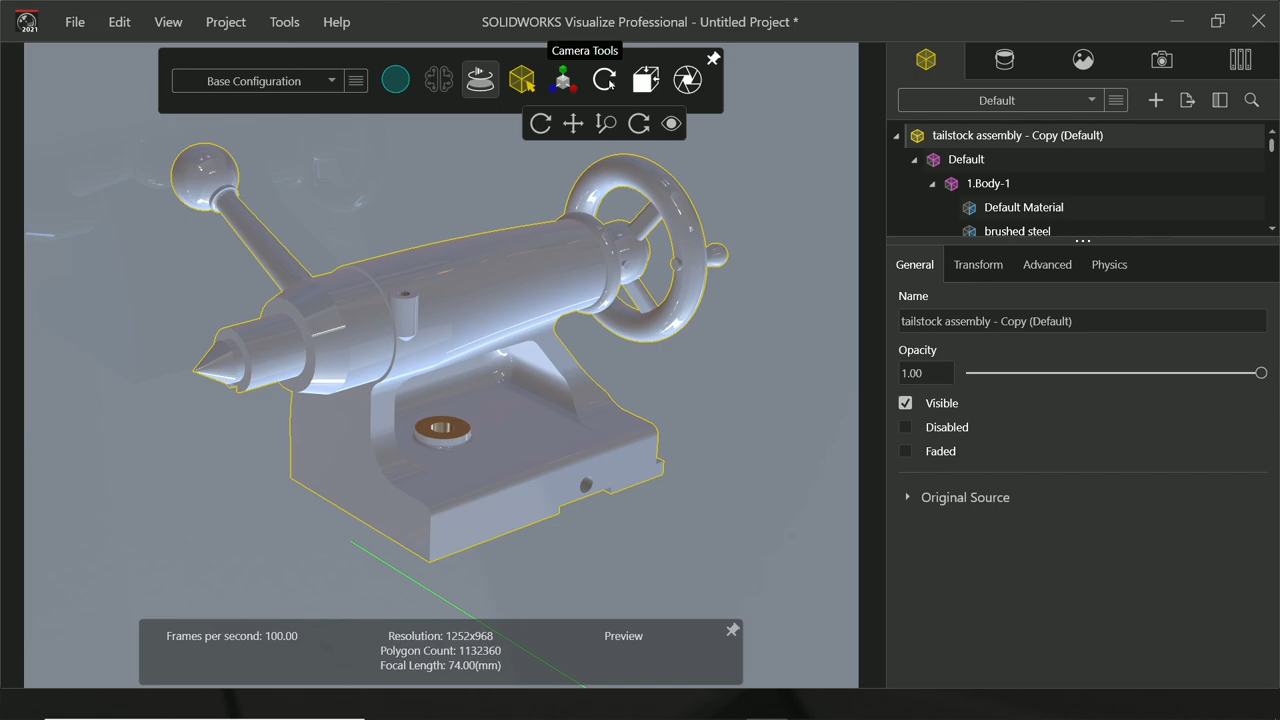 2021
File Edit View Project Tools Help
SOLIDWORKS Visualize Professional - Untitled Project *
Camera Tools
Base Configuration
Default
tailstock assembly - Copy (Default)
Default
1.Body-1
Default Material
brushed steel
General Transform Advanced Physics
Name
tailstock assembly - Copy (Default)
Opacity
1.00
Visible
Disabled
Faded
Original Source
Frames per second: 100.00
Resolution: 1252x968
Preview
Polygon Count: 1132360
Focal Length: 74.00(mm)